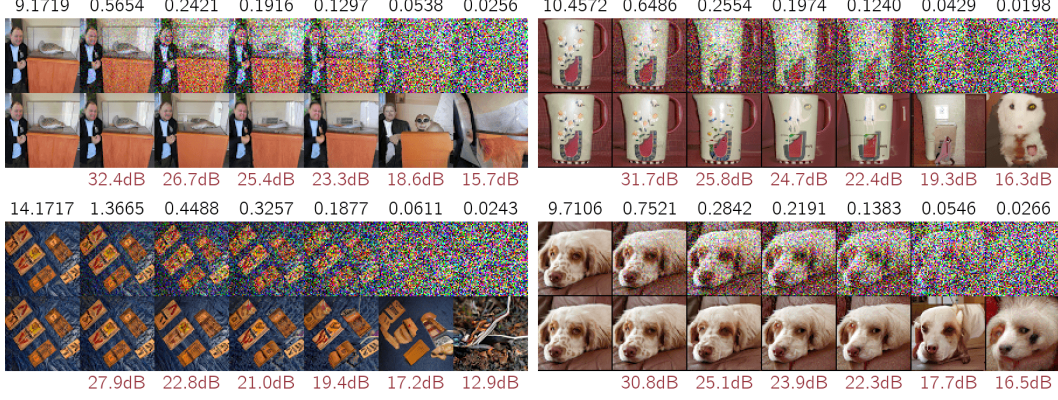 9.1719 0.5654 0.2421 0.1916 0.1297 0.0538 0.0256
32.4dB 26.7dB 25.4dB 23.3dB 18.6dB 15.7dB
10.4572 0.6486 0.2554 0.1974 0.1240 0.0429 0.0198
31.7dB 25.8dB 24.7dB 22.4dB 19.3dB 16.3dB
14.1717 1.3665 0.4488 0.3257 0.1877 0.0611 0.0243
27.9dB 22.8dB 21.0dB 19.4dB 17.2dB 12.9dB
9.7106 0.7521 0.2842 0.2191 0.1383 0.0546 0.0266
30.8dB 25.1dB 23.9dB 22.3dB 17.7dB 16.5dB